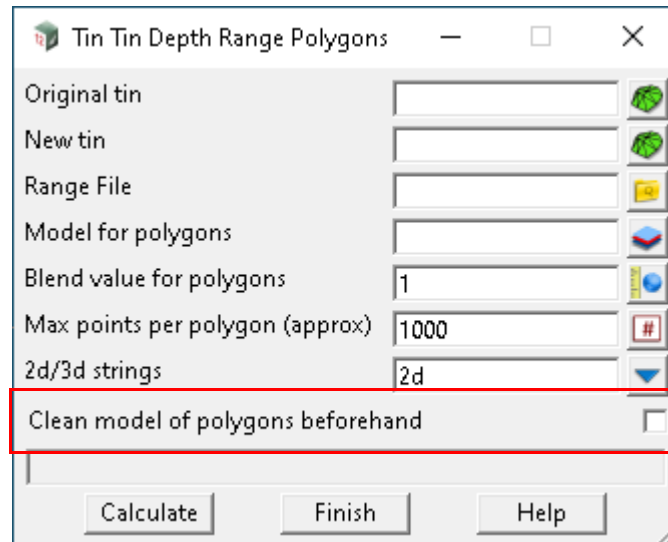 Tin Tin Depth Range Polygons
Original tin
New tin
Range File
Model for polygons
Blend value for polygons 1
Max points per polygon (approx) 1000 #
2d/3d strings 2d
Clean model of polygons beforehand
Calculate Finish Help